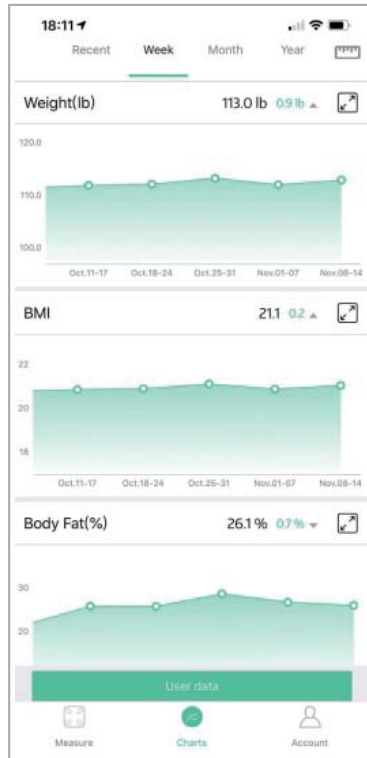 18:11
Recent Week Month Year
Weight(lb) 113.0 lb 0.9 lb
120.0
110.0
100.0
Oct.11-17 Oct.18-24 Oct.25-31 Nov.01-07 Nov.08-14
BMI 21.1 0.2
22
20
18
Oct.11-17 Oct.18-24 Oct.25-31 Nov.01-07 Nov.08-14
Body Fat(%) 26.1 % 0.7 %
30
20
User data
Measure Charts Account